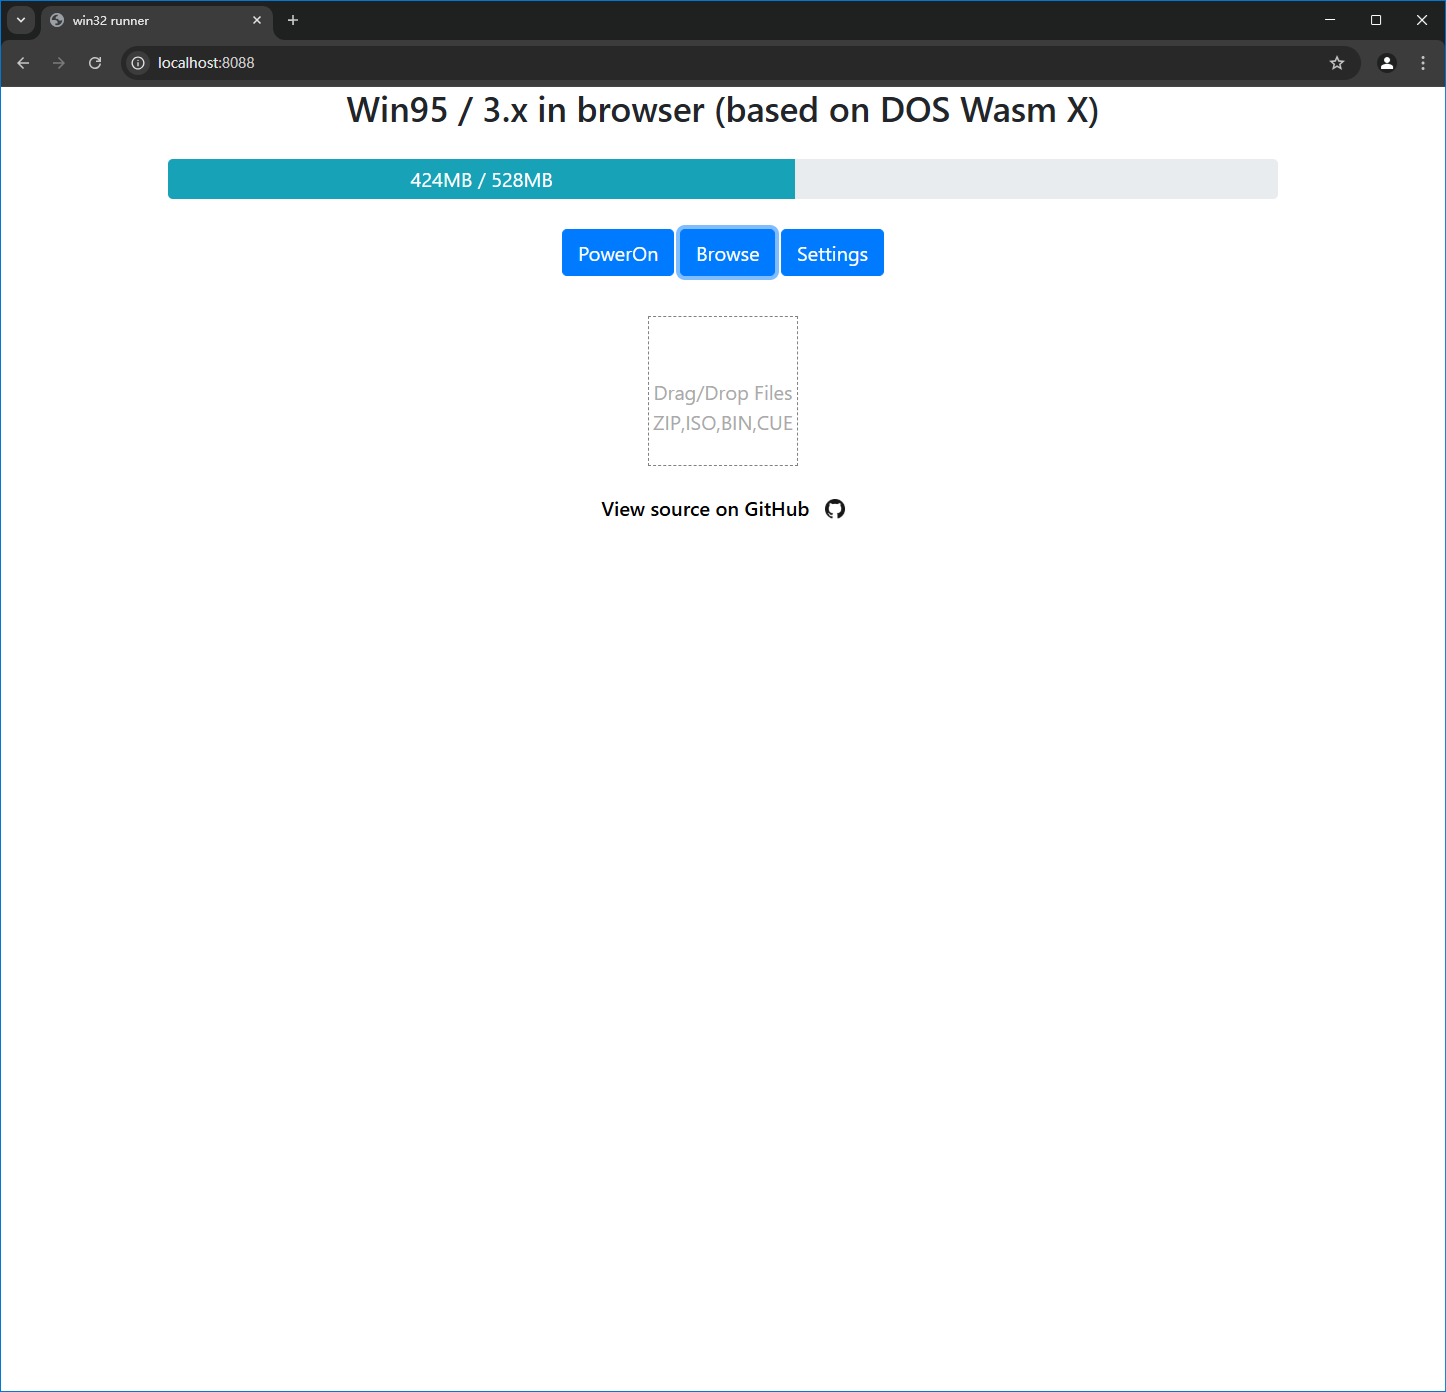 win32 runner
localhost:8088
Win95 / 3.x in browser (based on DOS Wasm X)
424MB / 528MB
PowerOn Browse Settings
Drag/Drop Files
ZIP,ISO,BIN,CUE
View source on GitHub